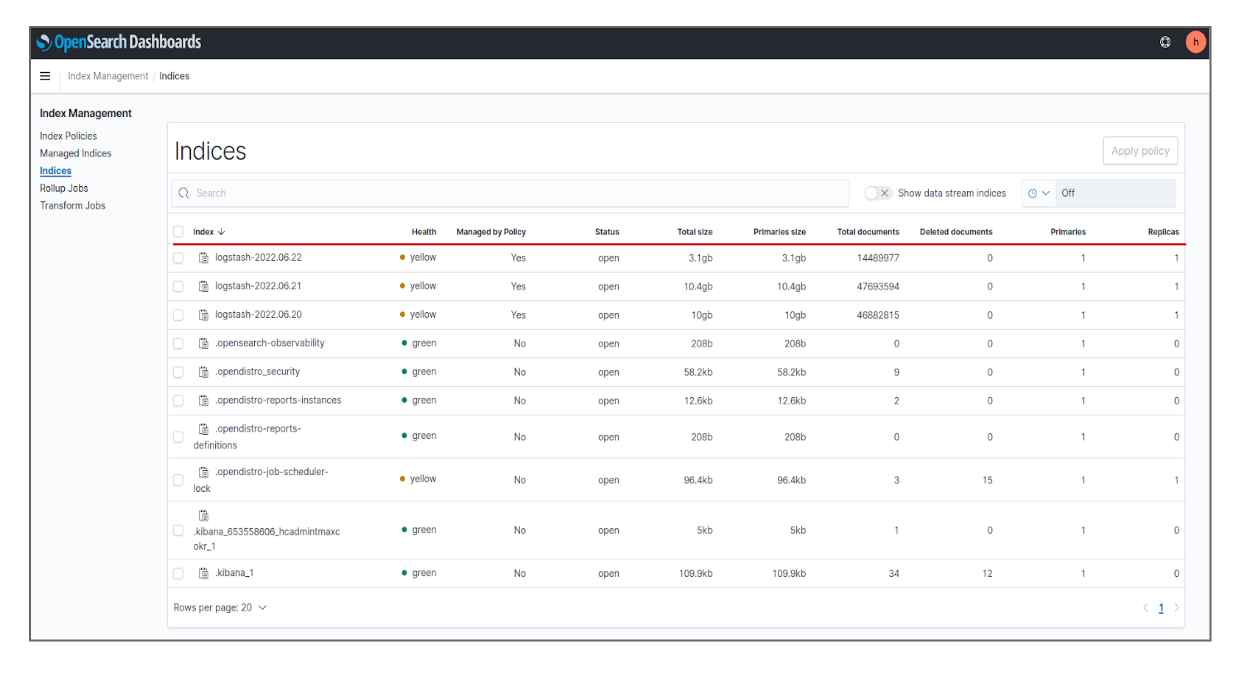 OpenSearch Dashboards
h
Index Management / Indices
Index Management
Index Policies
Managed Indices
Indices
Rollup Jobs
Transform Jobs
Indices
Apply policy
Search
Show data stream indices
Off
Index Health Managed by Policy Status Total size Primaries size Total documents Deleted documents Primaries Replicas
logstash-2022.06.22 yellow Yes open 3.1gb 3.1gb 14489977 0 1 1
logstash-2022.06.21 yellow Yes open 10.4gb 10.4gb 47693594 0 1 1
logstash-2022.06.20 yellow Yes open 10gb 10gb 46882815 0 1 1
.opensearch-observability green No open 208b 208b 0 0 1 0
.opendistro_security green No open 58.2kb 58.2kb 9 0 1 0
.opendistro-reports-instances green No open 12.6kb 12.6kb 2 0 1 0
.opendistro-reports-
definitions green No open 208b 208b 0 0 1 0
.opendistro-job-scheduler-
lock yellow No open 96.4kb 96.4kb 3 15 1 1
.kibana_653558606_hcadmintmaxc
okr_1 green No open 5kb 5kb 1 0 1 0
.kibana_1 green No open 109.9kb 109.9kb 34 12 1 0
Rows per page: 20
1